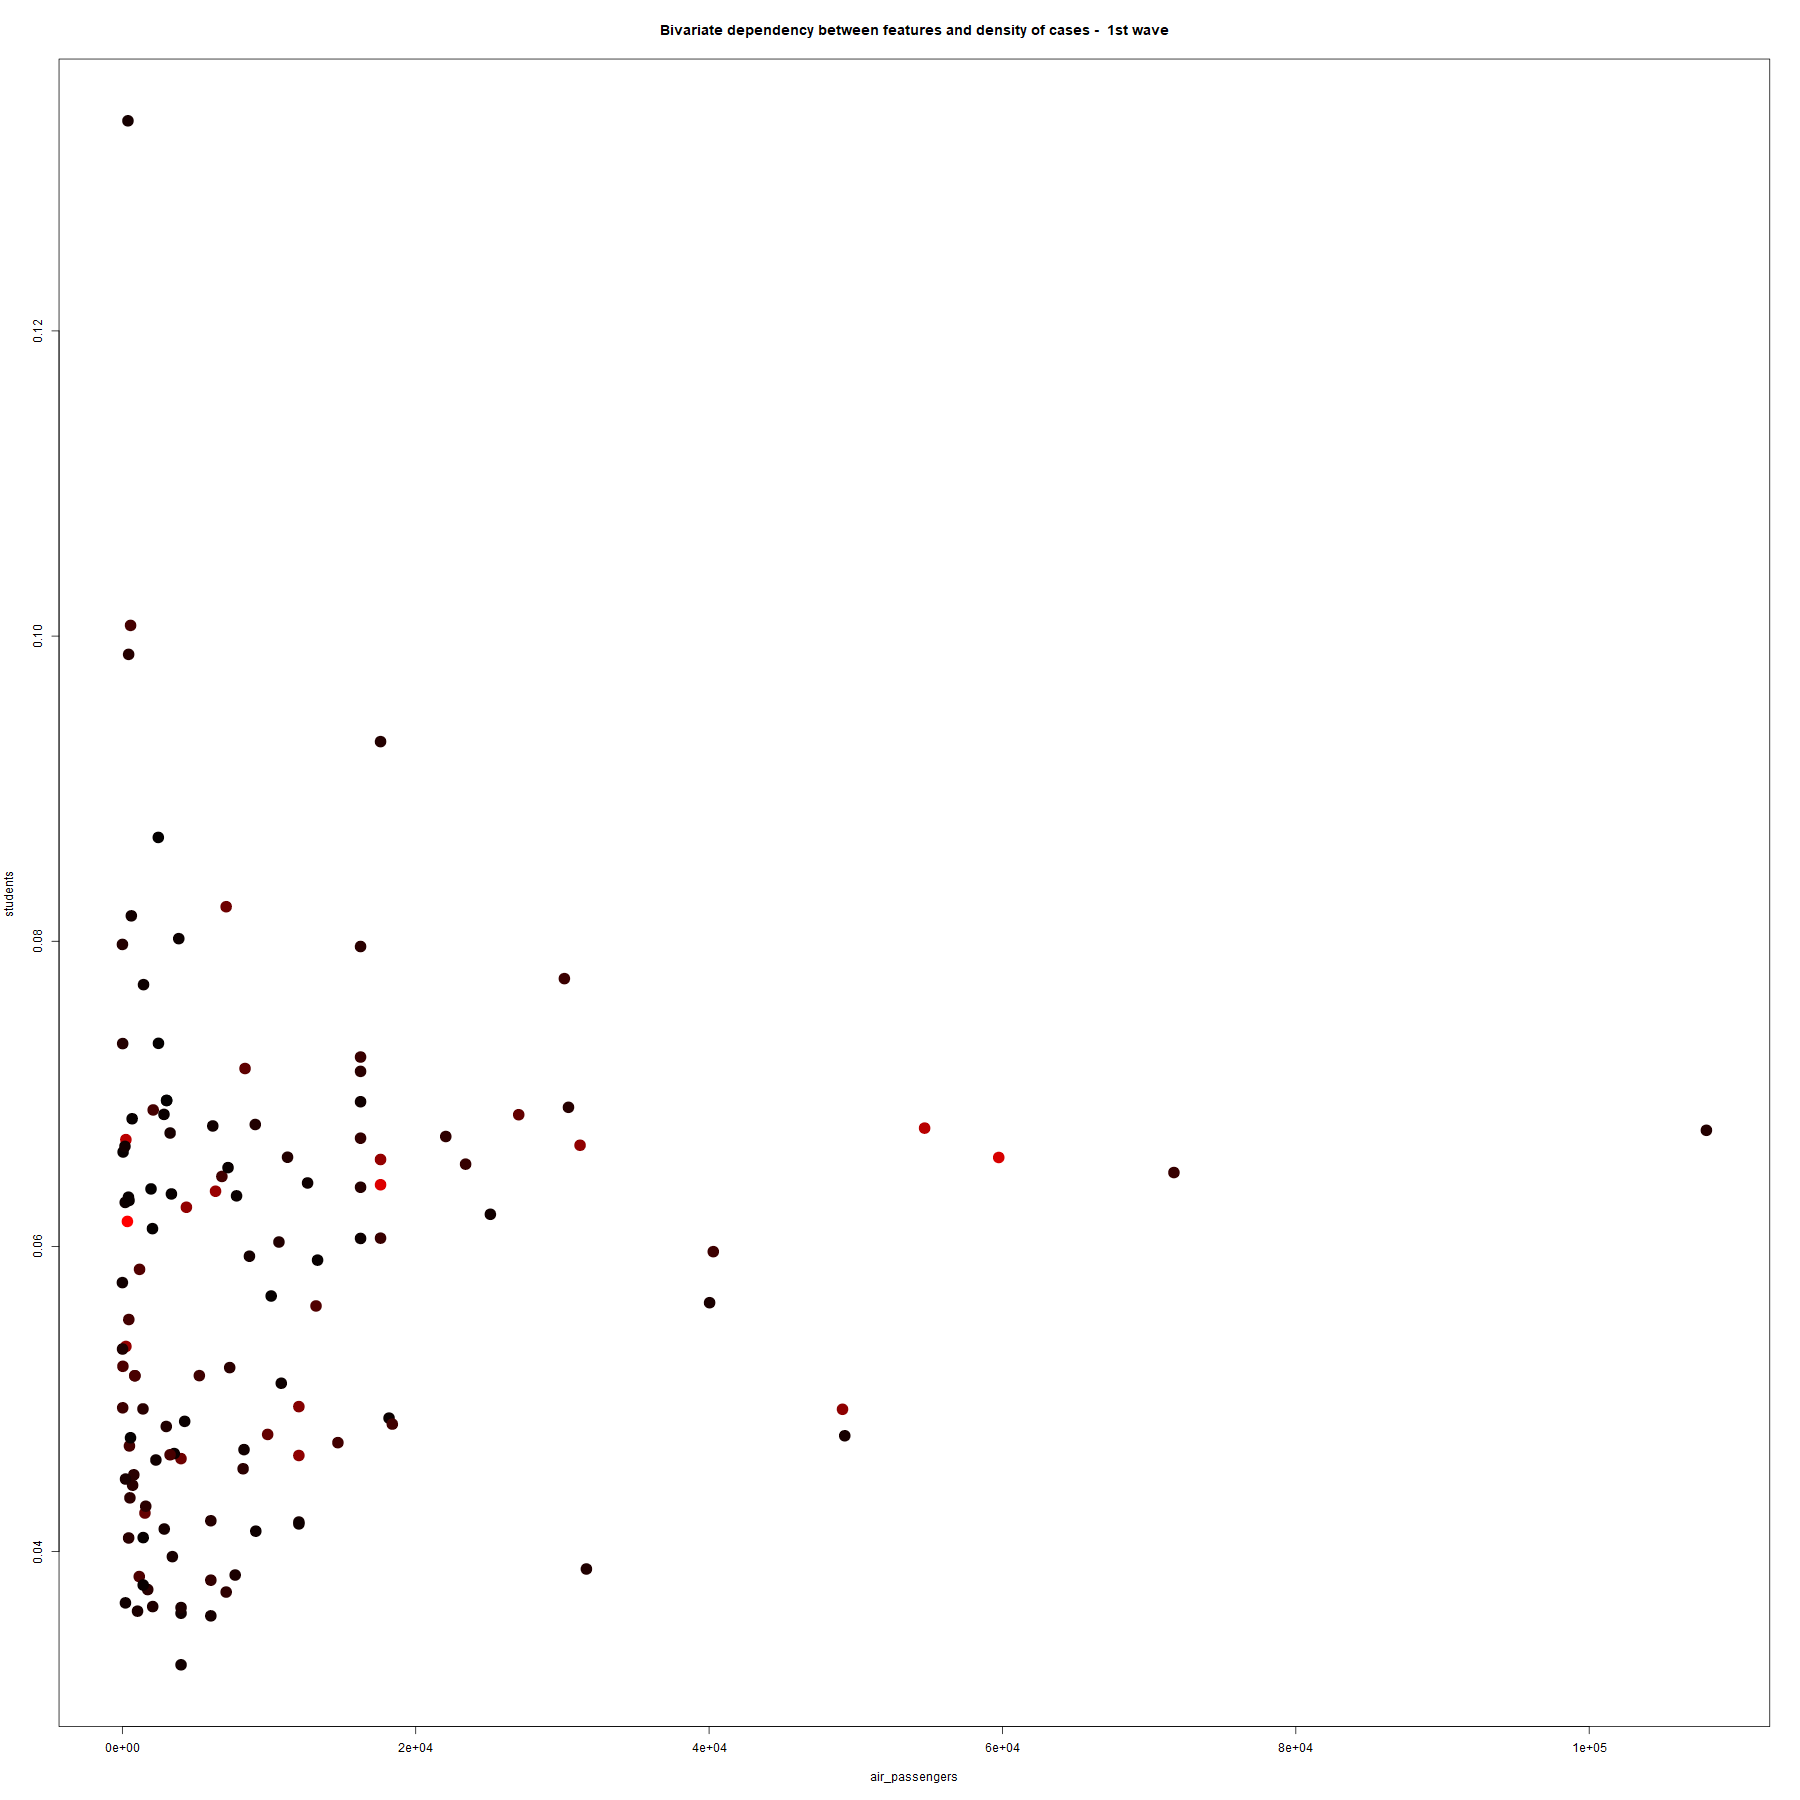 Bivariate dependency between features and density of cases -  1st wave
0.12
0.10
students
0.08
0.06
0.04
0e+00 2e+04 4e+04 6e+04 8e+04 1e+05
air_passengers